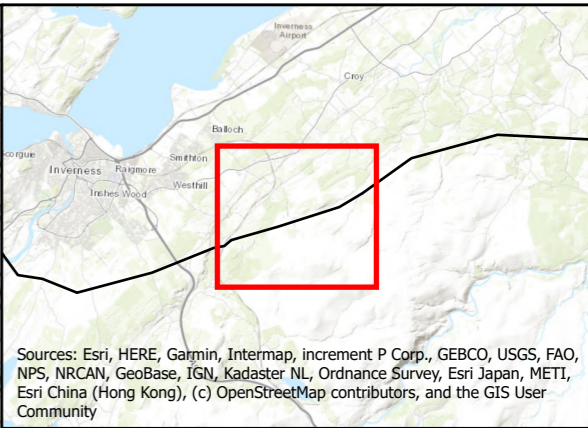 Inverness
Airport
Croy
Balloch
Smithton
Inverness
Raigmore
Westhill
Inshes Wood
Sources: Esri, HERE, Garmin, Intermap, increment P Corp., GEBCO, USGS, FAO,
NPS, NRCAN, GeoBase, IGN, Kadaster NL, Ordnance Survey, Esri Japan, METI,
Esri China (Hong Kong), (c) OpenStreetMap contributors, and the GIS User
Community